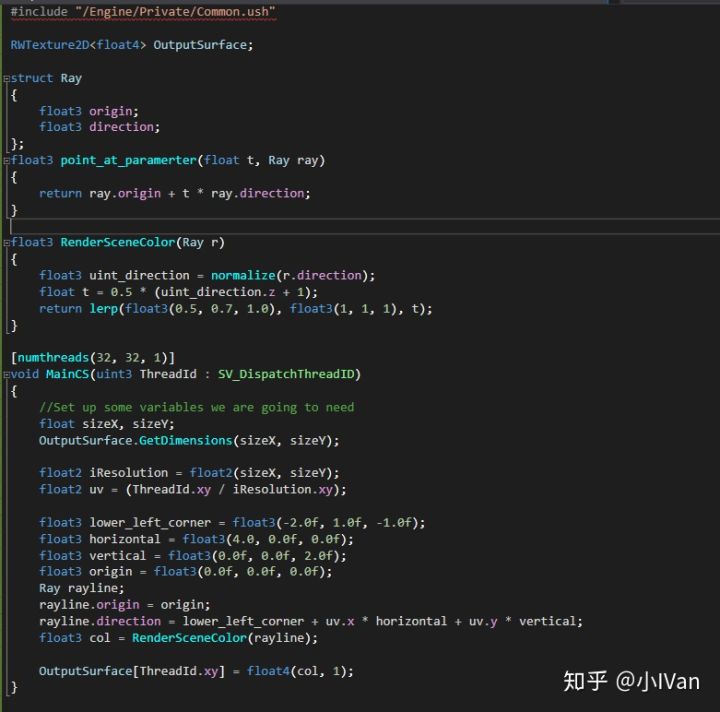 #include "/Engine/Private/Common.ush"
RWTexture2D<float4> OutputSurface;
struct Ray
{
    float3 origin;
    float3 direction;
};
float3 point_at_paramerter(float t, Ray ray)
{
    return ray.origin + t * ray.direction;
}
float3 RenderSceneColor(Ray r)
{
    float3 uint_direction = normalize(r.direction);
    float t = 0.5 * (uint_direction.z + 1);
    return lerp(float3(0.5, 0.7, 1.0), float3(1, 1, 1), t);
}
[numthreads(32, 32, 1)]
void MainCS(uint3 ThreadId : SV_DispatchThreadID)
{
    //Set up some variables we are going to need
    float sizeX, sizeY;
    OutputSurface.GetDimensions(sizeX, sizeY);
    float2 iResolution = float2(sizeX, sizeY);
    float2 uv = (ThreadId.xy / iResolution.xy);
    float3 lower_left_corner = float3(-2.0f, 1.0f, -1.0f);
    float3 horizontal = float3(4.0, 0.0f, 0.0f);
    float3 vertical = float3(0.0f, 0.0f, 2.0f);
    float3 origin = float3(0.0f, 0.0f, 0.0f);
    Ray rayline;
    rayline.origin = origin;
    rayline.direction = lower_left_corner + uv.x * horizontal + uv.y * vertical;
    float3 col = RenderSceneColor(rayline);
    OutputSurface[ThreadId.xy] = float4(col, 1);
}
知乎 @小IVan